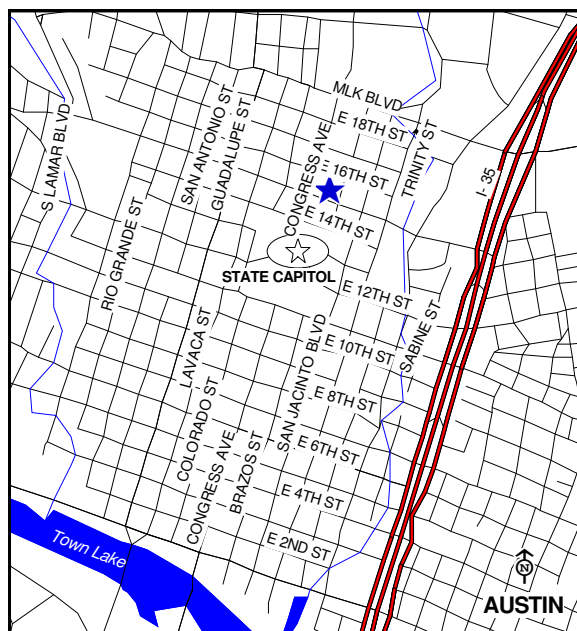 MLK BLVD
E 18TH ST
SAN ANTONIO ST
GUADALUPE ST
CONGRESS AVE
TRINITY ST
S LAMAR BLVD
E 16TH ST
I- 35
RIO GRANDE ST
E 14TH ST
STATE CAPITOL
E 12TH ST
SABINE ST
LAVACA ST
E 10TH ST
SAN JACINTO BLVD
E 8TH ST
COLORADO ST
E 6TH ST
CONGRESS AVE
BRAZOS ST
E 4TH ST
Town Lake
E 2ND ST
N
AUSTIN